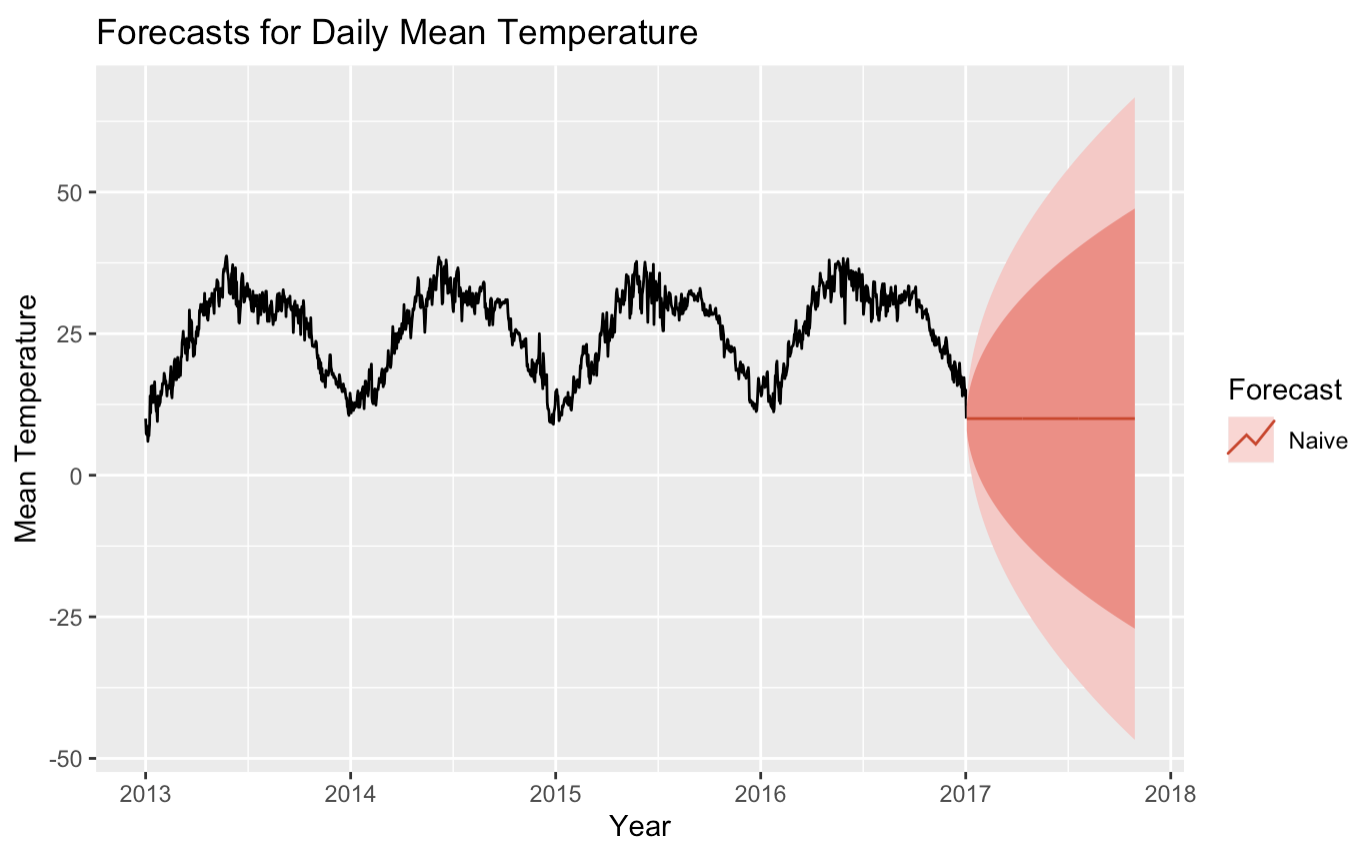 Forecasts for Daily Mean Temperature
50
25
0
-25
-50
Mean Temperature
2013 2014 2015 2016 2017 2018
Year
Forecast
Naive